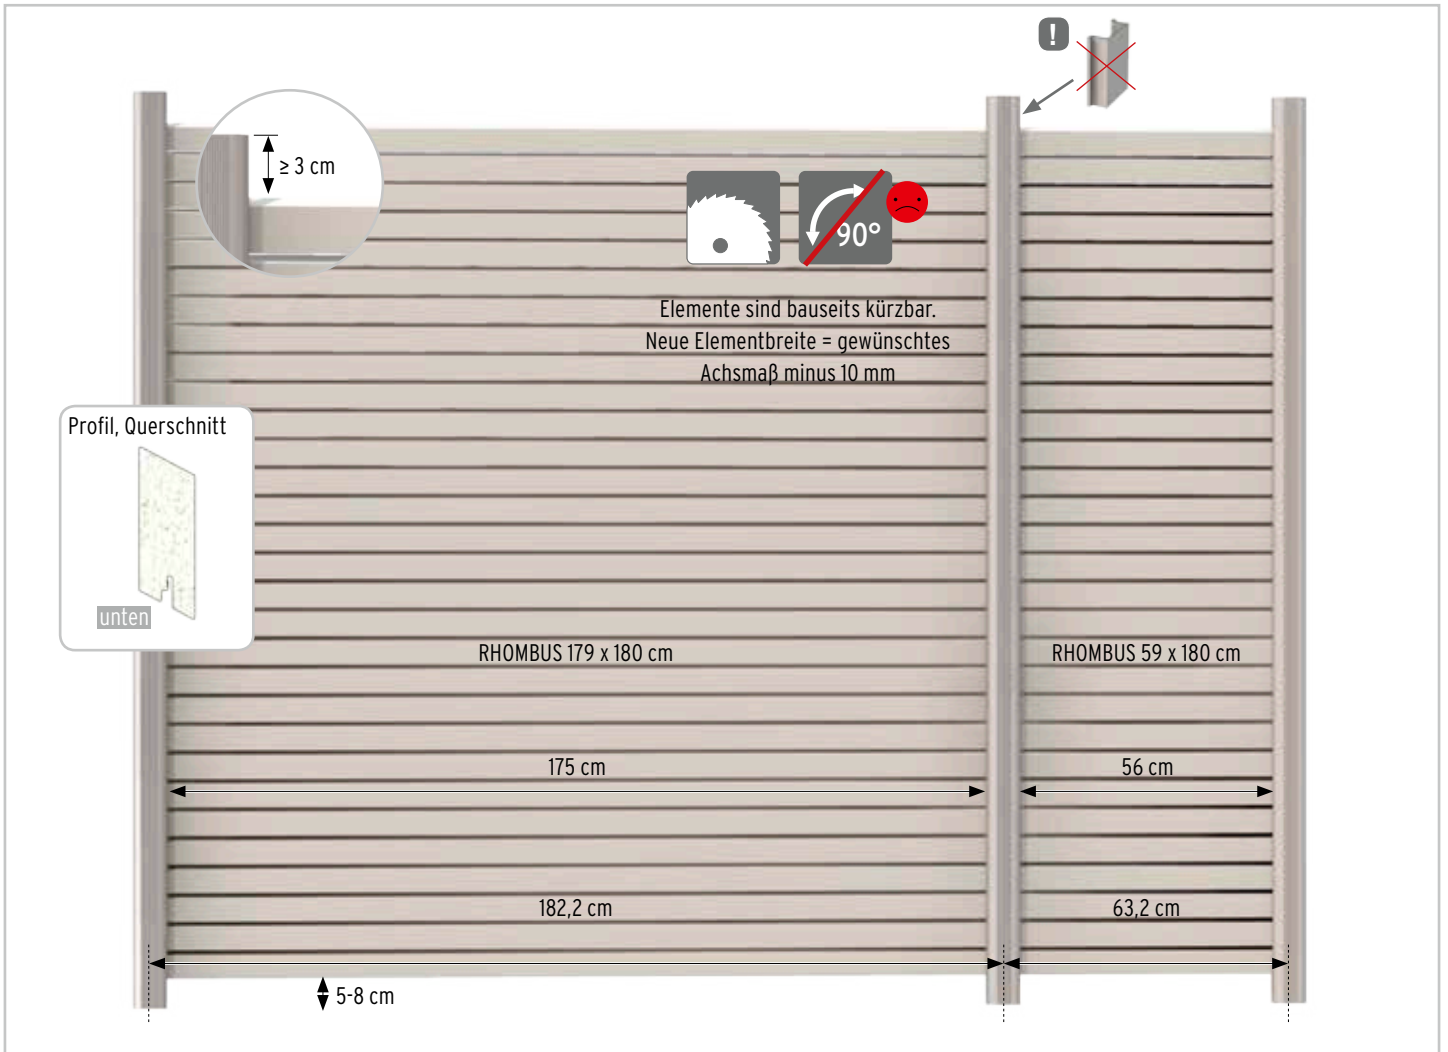 !
≥ 3 cm
90°
Elemente sind bauseits kürzbar.
Neue Elementbreite = gewünschtes
Achsmaß minus 10 mm
Profil, Querschnitt
unten
RHOMBUS 179 x 180 cm
RHOMBUS 59 x 180 cm
175 cm
56 cm
182,2 cm
63,2 cm
5-8 cm